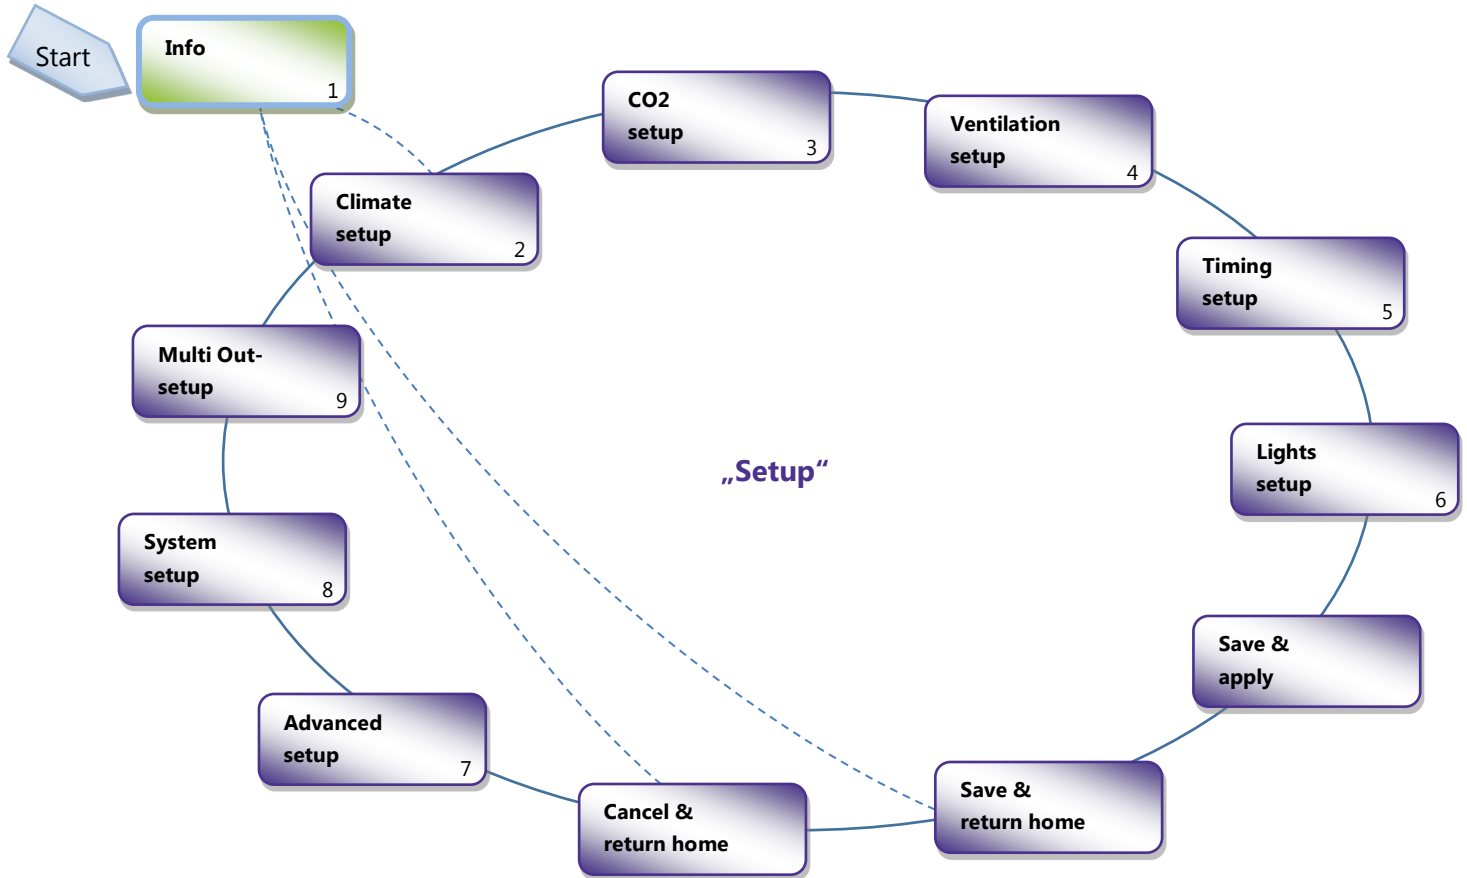 Start
Info
1
CO2
setup
3
Ventilation
setup
4
Climate
setup
2
Timing
setup
5
Multi Out-
setup
9
Lights
setup
6
„Setup“
System
setup
8
Save &
apply
Advanced
setup
7
Save &
return home
Cancel &
return home